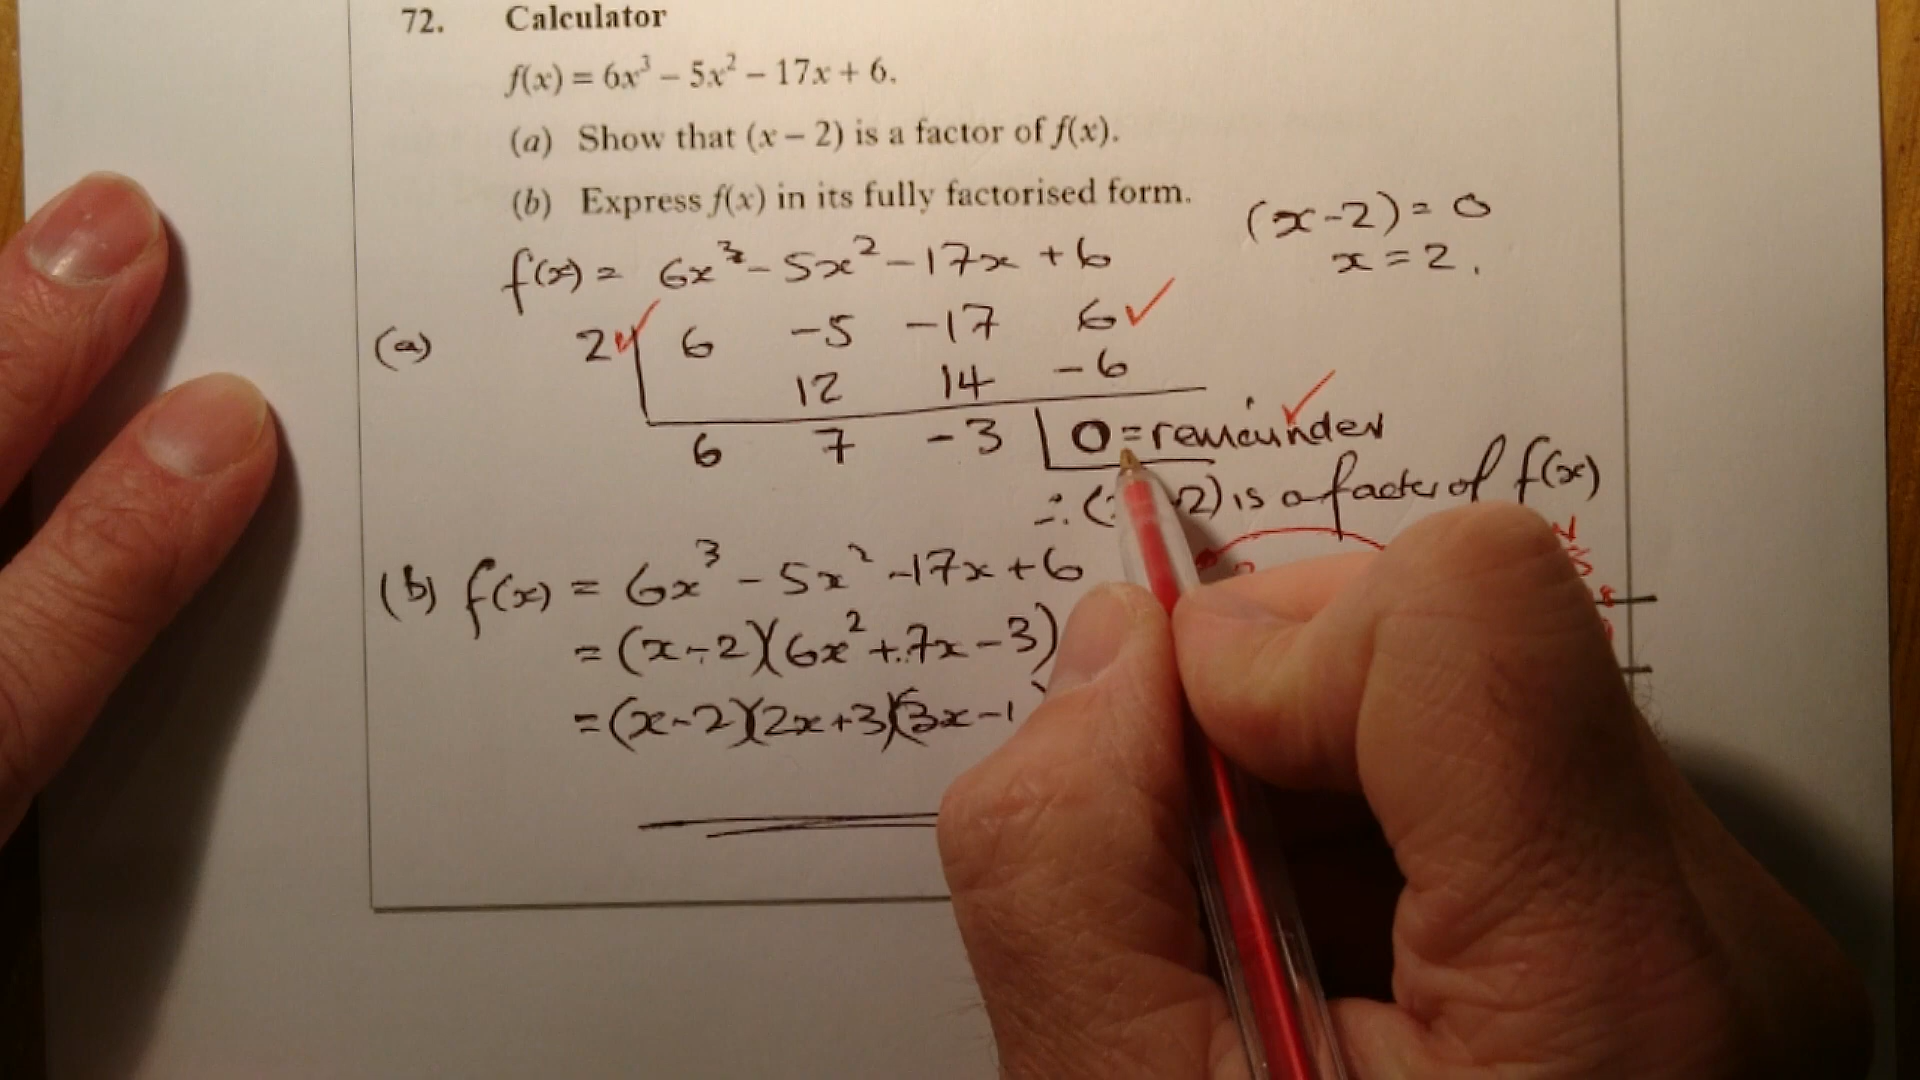 72. Calculator
f(x) = 6x³ – 5x² – 17x + 6.
(a) Show that (x – 2) is a factor of f(x).
(b) Express f(x) in its fully factorised form.
(x-2) = 0
x = 2.
f(x) = 6x³ - 5x² - 17x + 6
(a) 2 6 -5 -17 6
12 14 -6
6 7 -3 0 = remainder
∴ ( 2) is a factor of f(x)
(b) f(x) = 6x³ - 5x² - 17x + 6
= (x-2)(6x² + 7x - 3)
= (x-2)(2x+3)(3x-1)